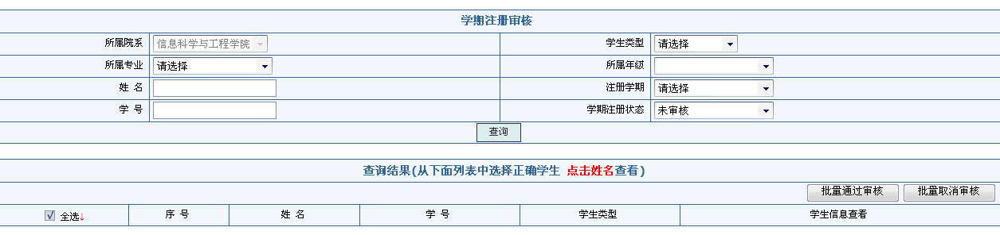 学期注册审核
所属院系 信息科学与工程学院 学生类型 请选择
所属专业 请选择 所属年级
姓 名 注册学期 请选择
学 号 学期注册状态 未审核
查询
查询结果(从下面列表中选择正确学生 点击姓名查看)
批量通过审核 批量取消审核
全选↓ 序 号 姓 名 学 号 学生类型 学生信息查看